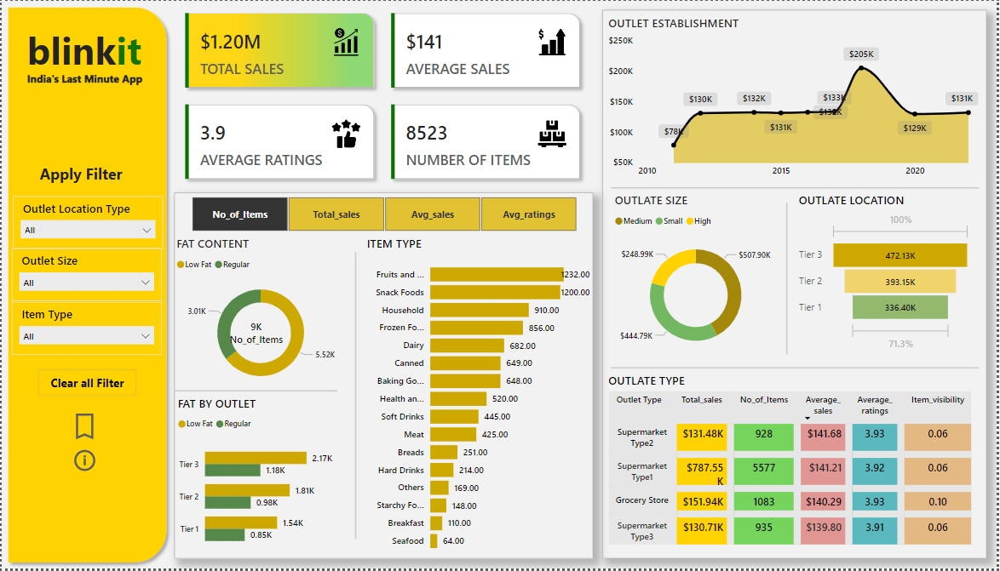 blinkit
India's Last Minute App
Apply Filter
Outlet Location Type
All
Outlet Size
All
Item Type
All
Clear all Filter
$1.20M
TOTAL SALES
$141
AVERAGE SALES
3.9
AVERAGE RATINGS
8523
NUMBER OF ITEMS
No_of_Items
Total_sales
Avg_sales
Avg_ratings
FAT CONTENT
Low Fat
Regular
3.01K
9K
No_of_Items
5.52K
FAT BY OUTLET
Low Fat
Regular
Tier 3
2.17K
1.18K
Tier 2
1.81K
0.98K
Tier 1
1.54K
0.85K
ITEM TYPE
Fruits and ... 1232.00
Snack Foods 1200.00
Household 910.00
Frozen Fo... 856.00
Dairy 682.00
Canned 649.00
Baking Go... 648.00
Health an... 520.00
Soft Drinks 445.00
Meat 425.00
Breads 251.00
Hard Drinks 214.00
Others 169.00
Starchy Fo... 148.00
Breakfast 110.00
Seafood 64.00
OUTLET ESTABLISHMENT
$250K
$200K
$150K
$100K
$50K
$78K
$130K
$132K
$131K
$133K
$132K
$205K
$129K
$131K
2010
2015
2020
OUTLATE SIZE
Medium
Small
High
$248.99K
$507.90K
$444.79K
OUTLATE LOCATION
100%
Tier 3 472.13K
Tier 2 393.15K
Tier 1 336.40K
71.3%
OUTLATE TYPE
Outlet Type Total_sales No_of_Items Average_ Average_ Item_visibility
sales ratings
Supermarket $131.48K 928 $141.68 3.93 0.06
Type2
Supermarket $787.55 5577 $141.21 3.92 0.06
Type1 K
Grocery Store $151.94K 1083 $140.29 3.93 0.10
Supermarket $130.71K 935 $139.80 3.91 0.06
Type3